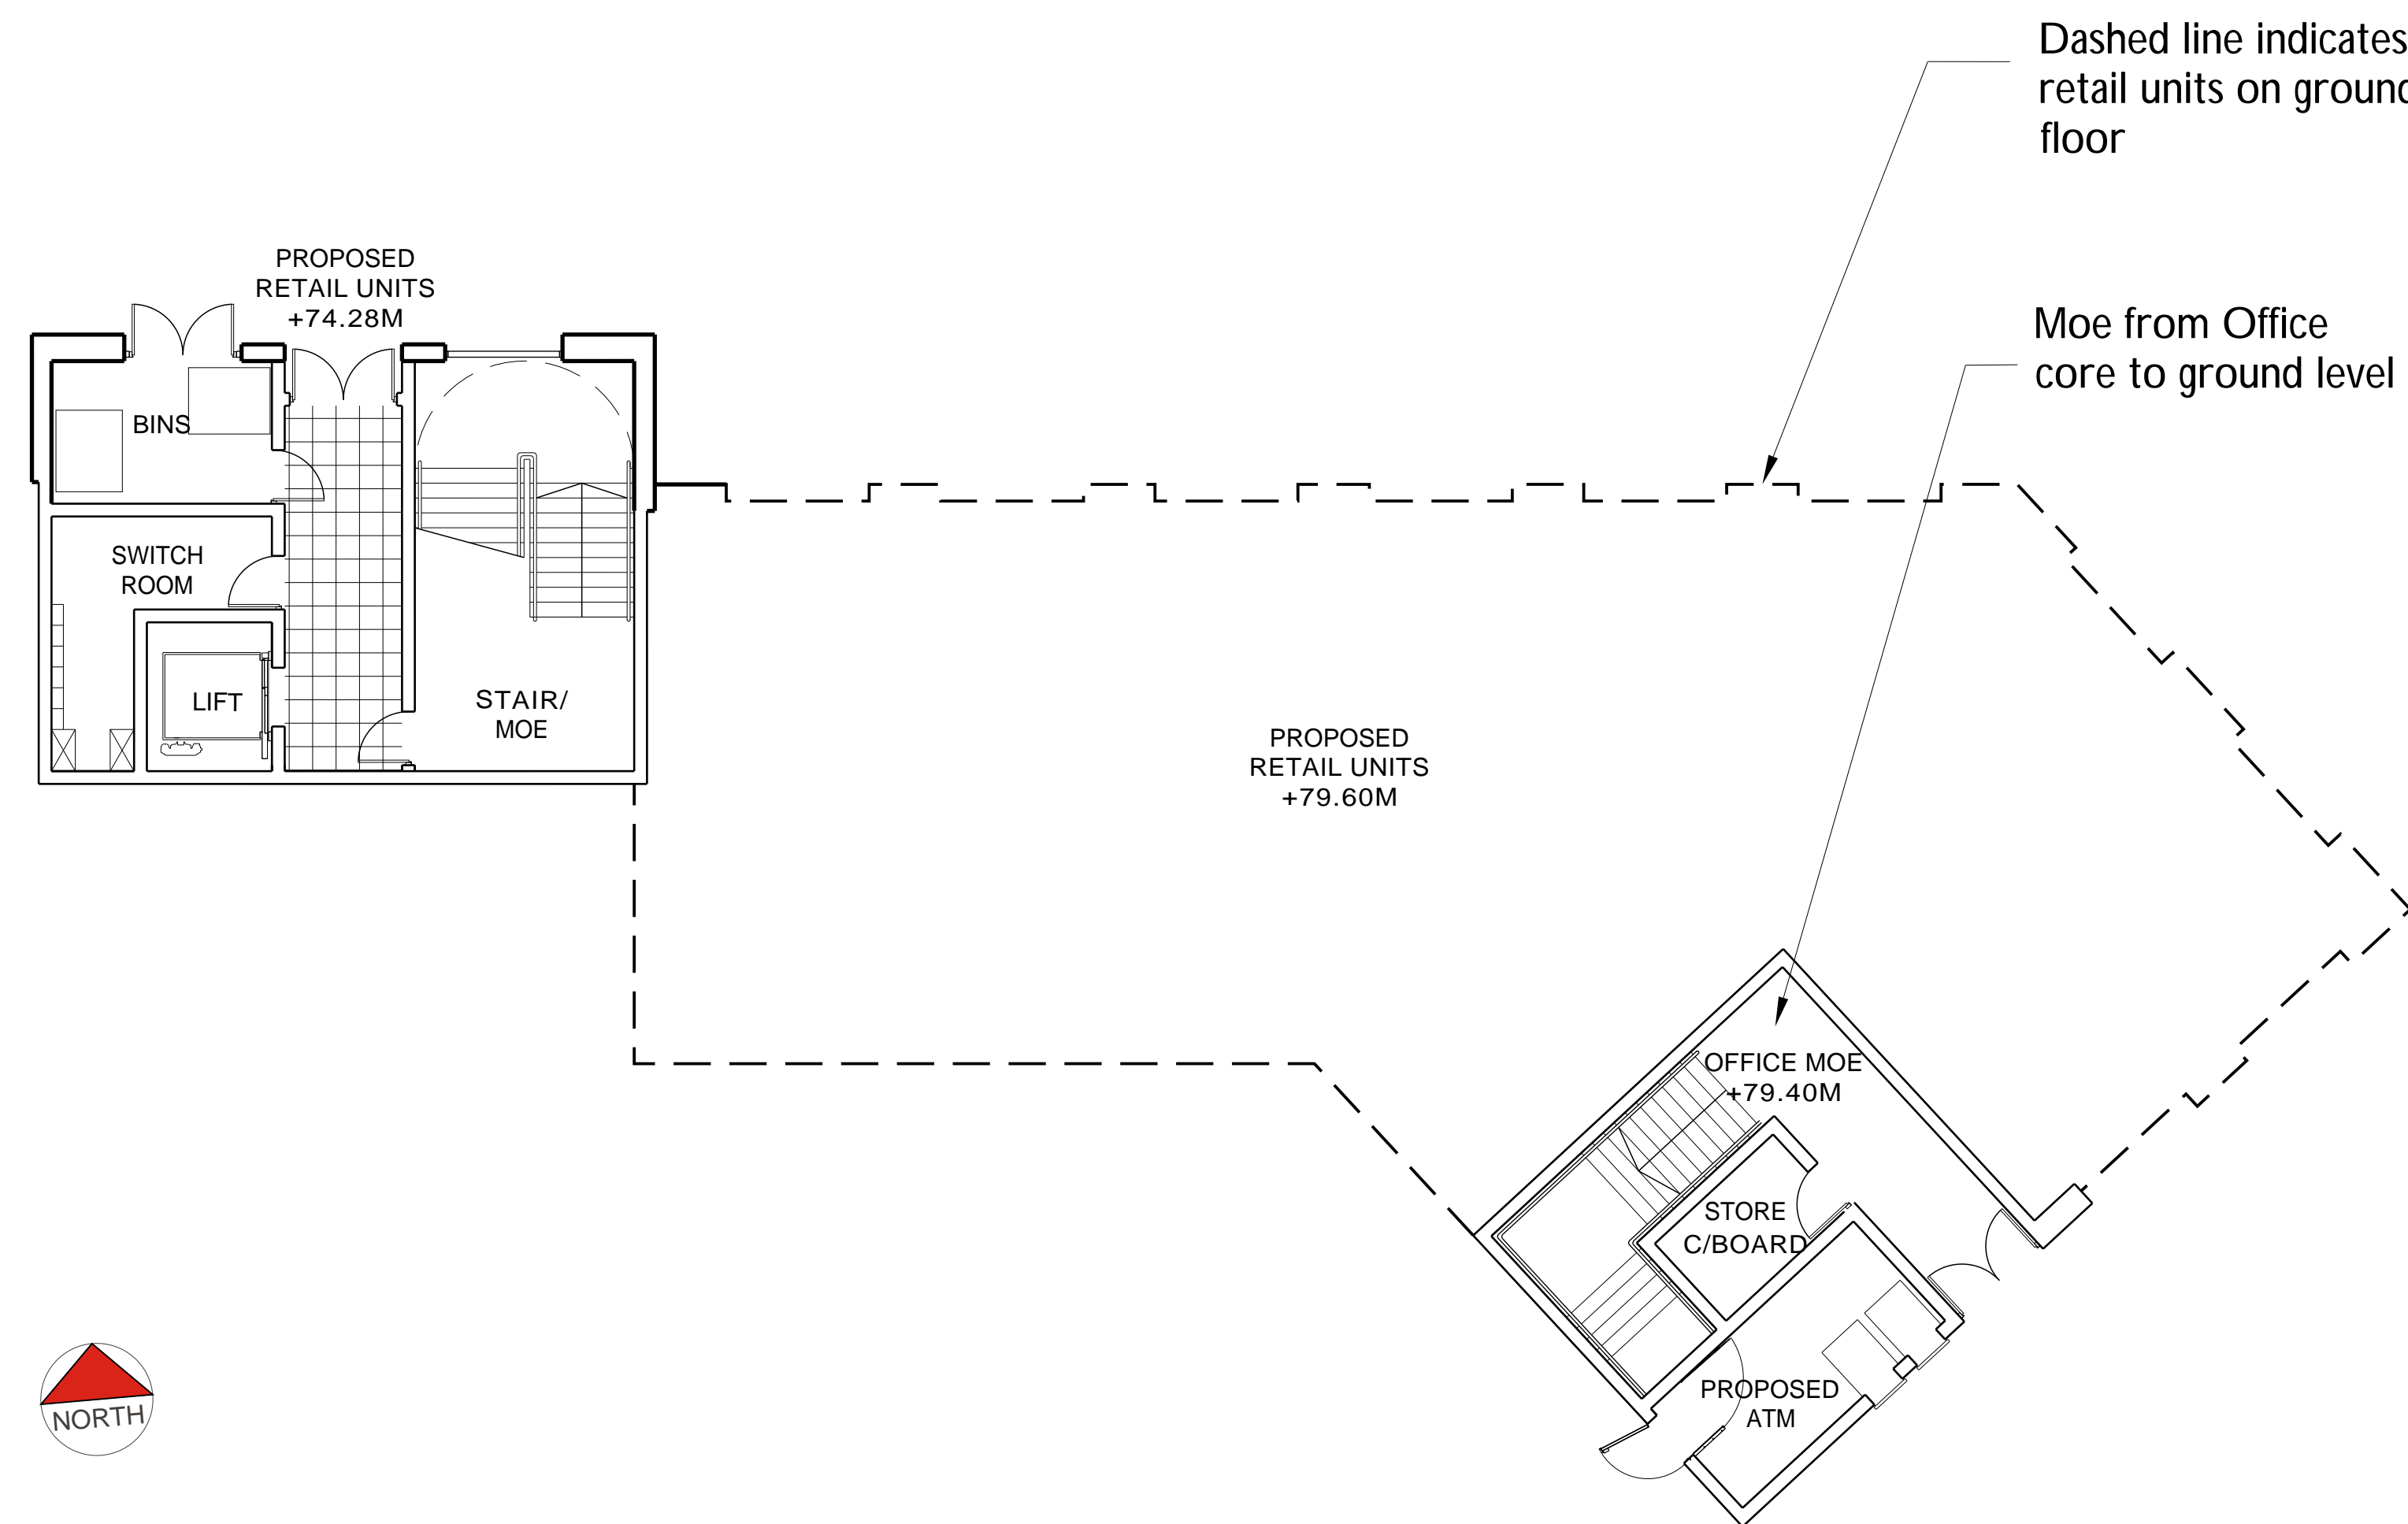 Dashed line indicates
retail units on ground
floor
Moe from Office
core to ground level
PROPOSED
RETAIL UNITS
+74.28M
BINS
SWITCH
ROOM
LIFT
STAIR/
MOE
PROPOSED
RETAIL UNITS
+79.60M
OFFICE MOE
+79.40M
STORE
C/BOARD
PROPOSED
ATM
NORTH